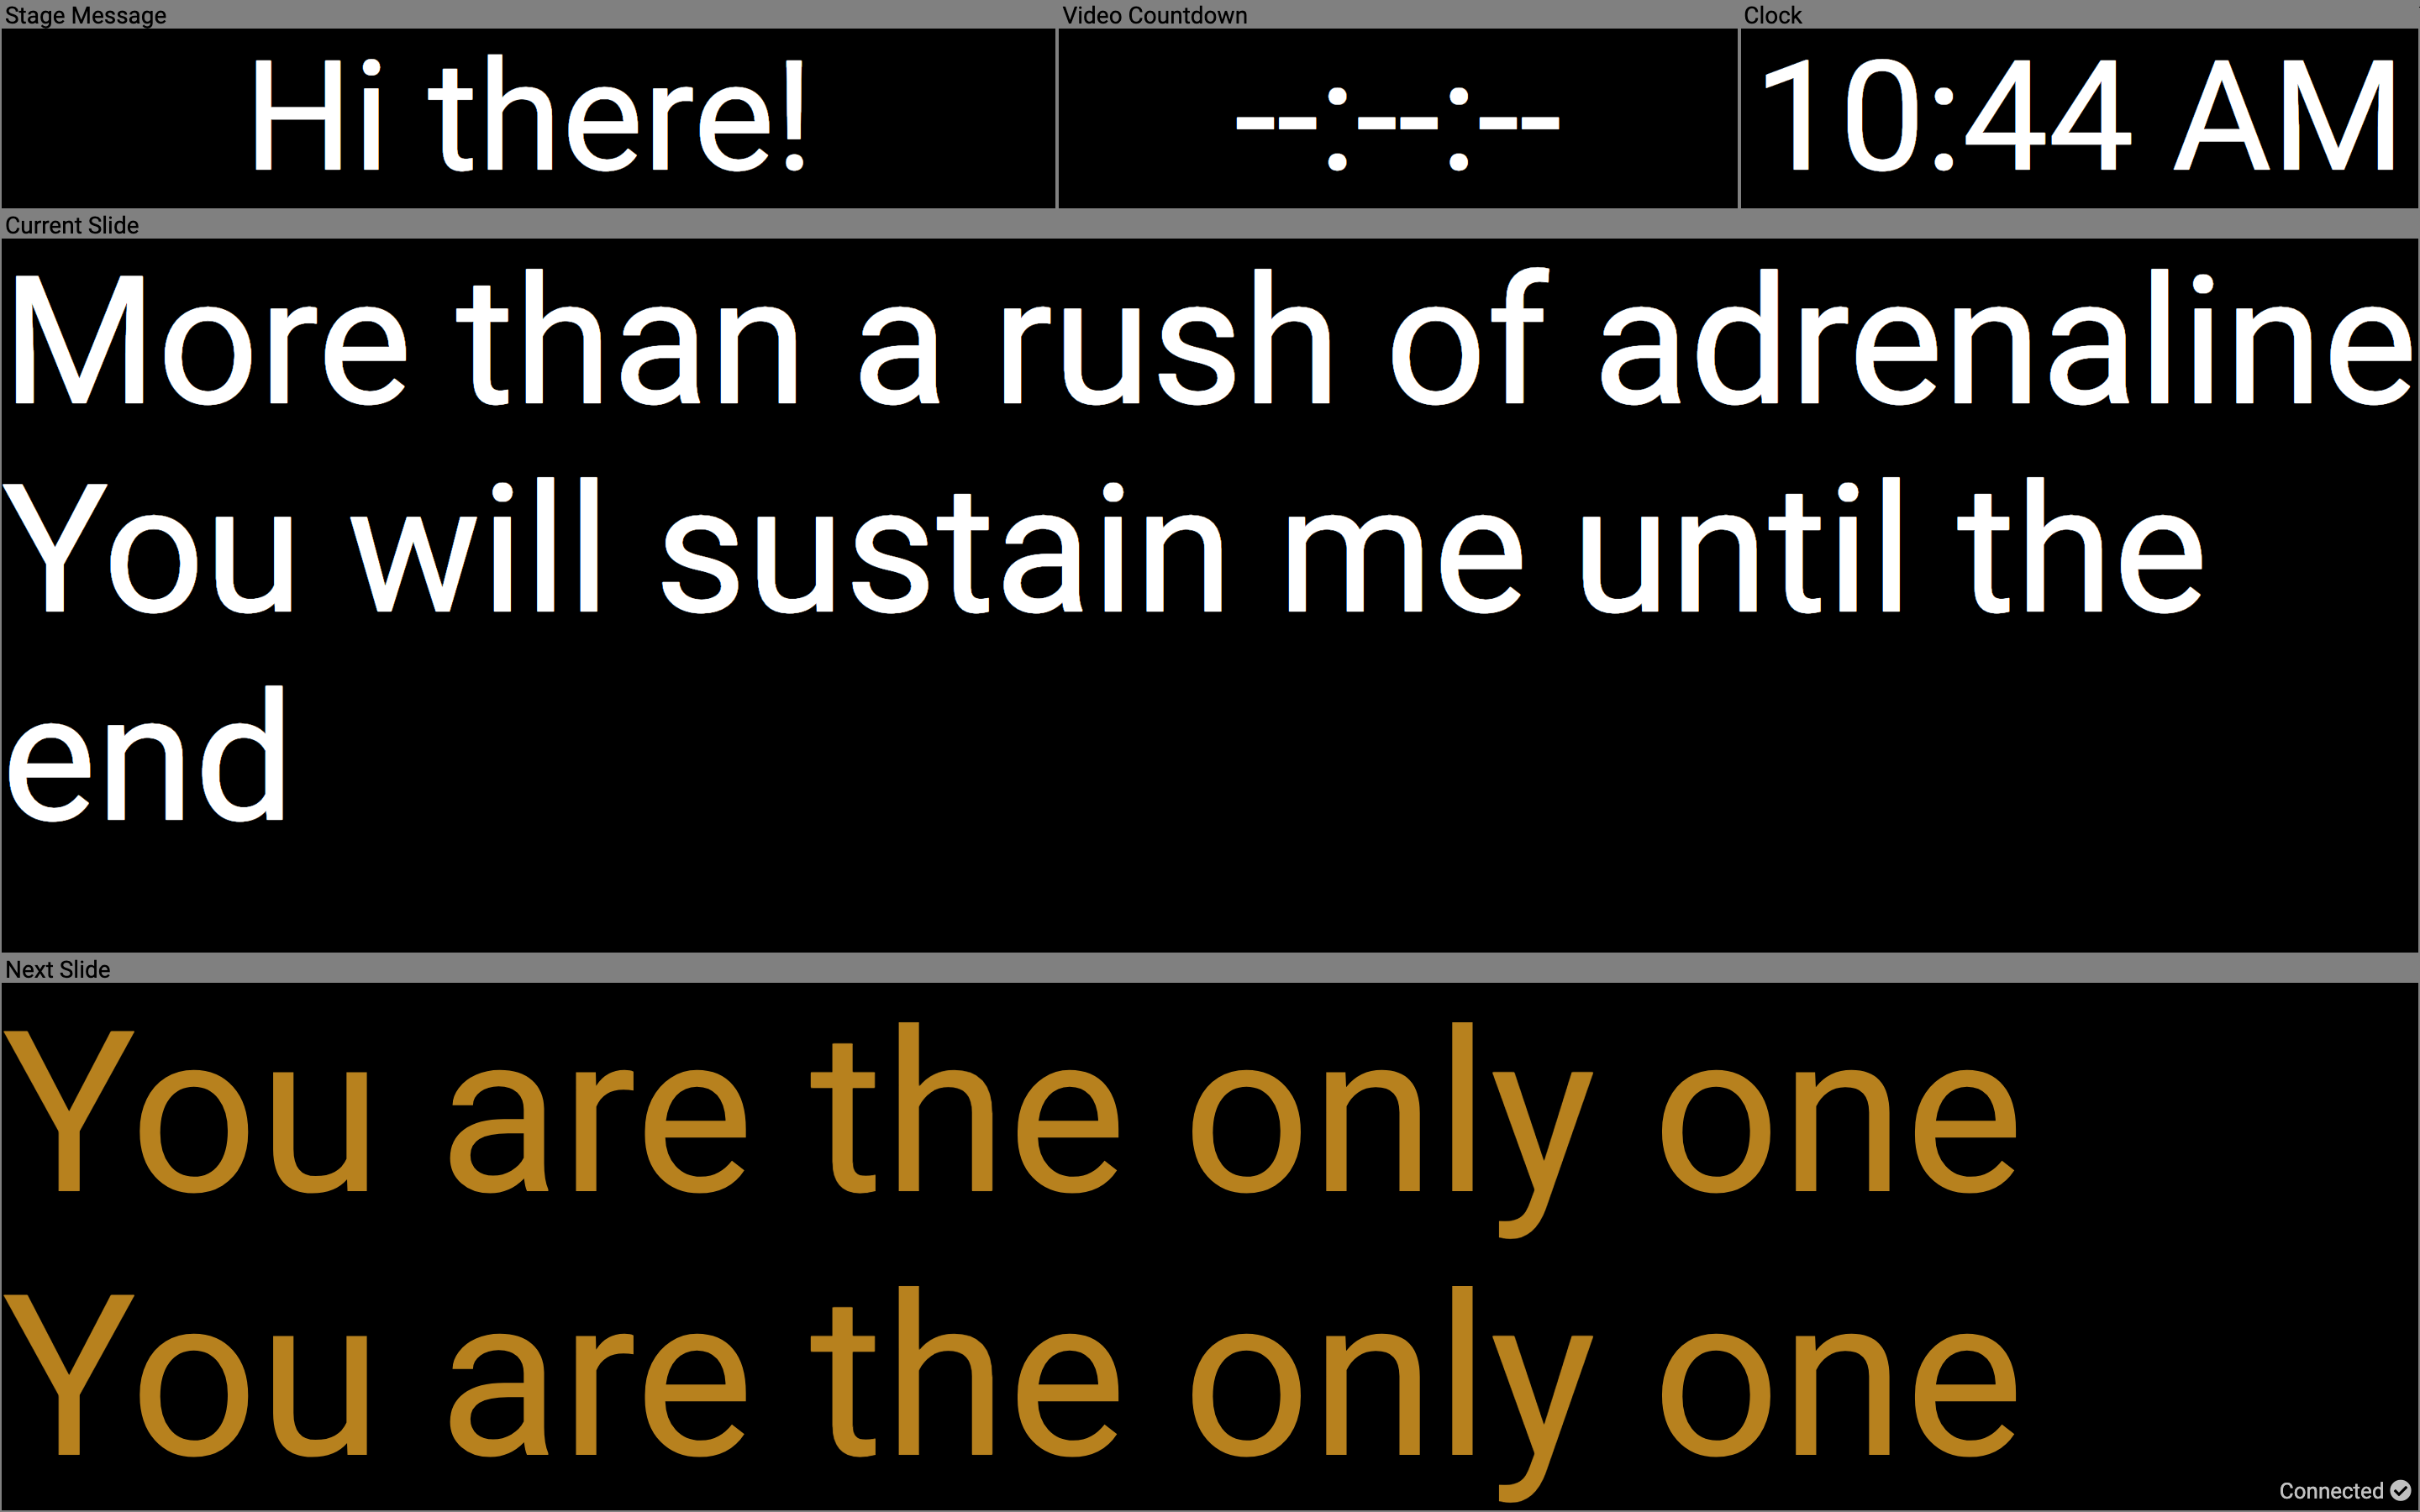 Stage Message
Video Countdown
Clock
Hi there!
--:--:--
10:44 AM
Current Slide
More than a rush of adrenaline
You will sustain me until the
end
Next Slide
You are the only one
You are the only one
Connected